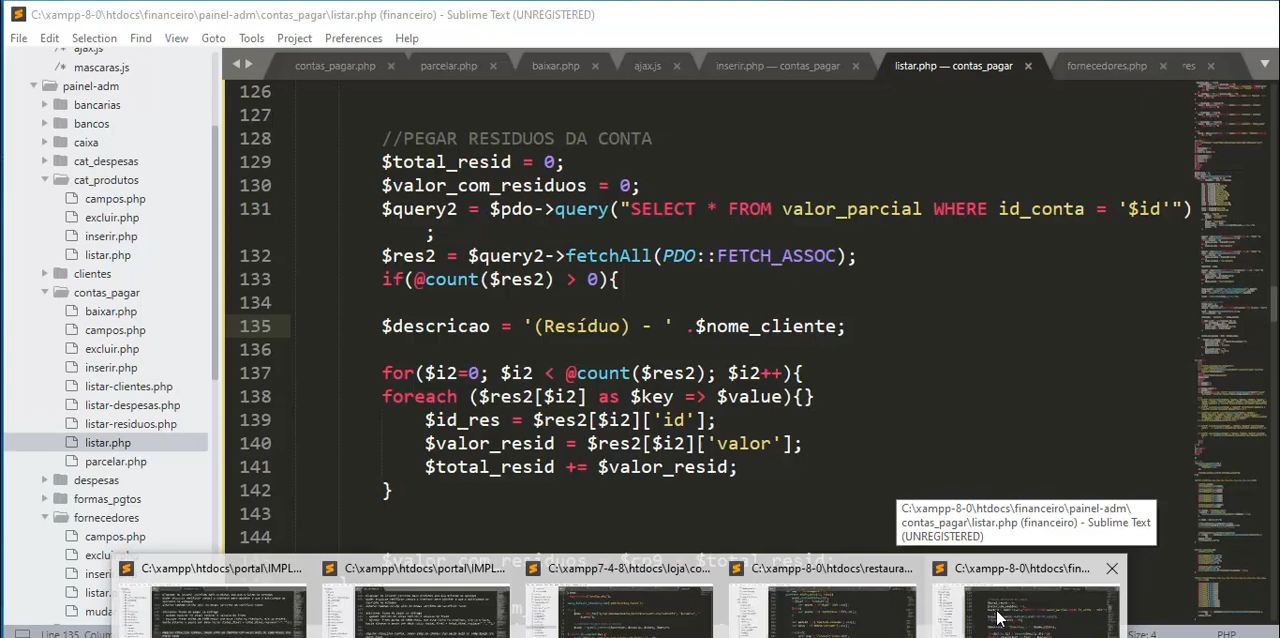 C:\xampp-8-0\htdocs\financeiro\painel-adm\contas_pagar\listar.php (financeiro) - Sublime Text (UNREGISTERED)
File Edit Selection Find View Goto Tools Project Preferences Help
ajax.js
/* mascaras.js
painel-adm
bancarias
bancos
caixa
cat_despesas
cat_produtos
campos.php
excluir.php
inserir.php
listar.php
clientes
contas_pagar
baixar.php
campos.php
excluir.php
inserir.php
listar-clientes.php
listar-despesas.php
listar-residuos.php
listar.php
parcelar.php
despesas
formas_pgtos
fornecedores
campos.php
exclu
inseri
listar
muda
contas_pagar.php × parcelar.php × baixar.php × ajax.js × inserir.php — contas_pagar × listar.php — contas_pagar × fornecedores.php × res ×
126
127
128 //PEGAR RESIDUOS DA CONTA
129 $total_resid = 0;
130 $valor_com_residuos = 0;
131 $query2 = $pdo->query("SELECT * FROM valor_parcial WHERE id_conta = '$id'")
;
132 $res2 = $query2->fetchAll(PDO::FETCH_ASSOC);
133 if(@count($res2) > 0){
134
135 $descricao = '(Resíduo) - ' .$nome_cliente;
136
137 for($i2=0; $i2 < @count($res2); $i2++){
138 foreach ($res2[$i2] as $key => $value){}
139 $id_res = $res2[$i2]['id'];
140 $valor_resid = $res2[$i2]['valor'];
141 $total_resid += $valor_resid;
142 }
143
144
C:\xampp-8-0\htdocs\financeiro\painel-adm\
contas_pagar\listar.php (financeiro) - Sublime Text
(UNREGISTERED)
C:\xampp\htdocs\portal\IMPL... C:\xampp\htdocs\portal\IMPL... C:\xampp7-4-8\htdocs\loja\co... C:\xampp-8-0\htdocs\restaura... C:\xampp-8-0\htdocs\fin...
PHP